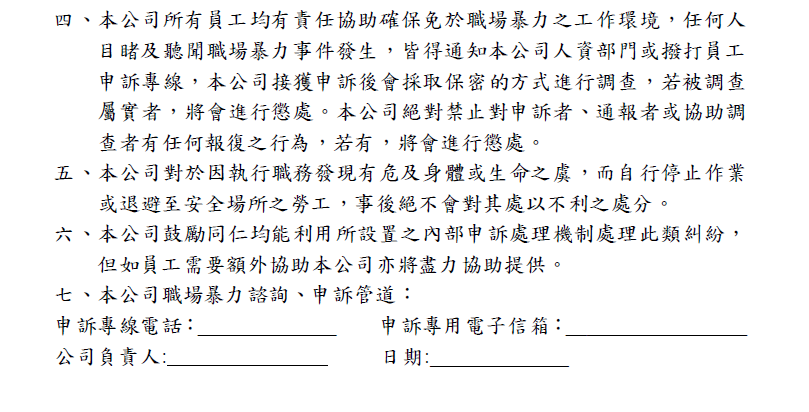 四、本公司所有員工均有責任協助確保免於職場暴力之工作環境，任何人
目睹及聽聞職場暴力事件發生，皆得通知本公司人資部門或撥打員工
申訴專線，本公司接獲申訴後會採取保密的方式進行調查，若被調查
屬實者，將會進行懲處。本公司絕對禁止對申訴者、通報者或協助調
查者有任何報復之行為，若有，將會進行懲處。
五、本公司對於因執行職務發現有危及身體或生命之虞，而自行停止作業
或退避至安全場所之勞工，事後絕不會對其處以不利之處分。
六、本公司鼓勵同仁均能利用所設置之內部申訴處理機制處理此類糾紛，
但如員工需要額外協助本公司亦將盡力協助提供。
七、本公司職場暴力諮詢、申訴管道：
申訴專線電話：_____________ 申訴專用電子信箱：_________________
公司負責人:_______________ 日期:_____________